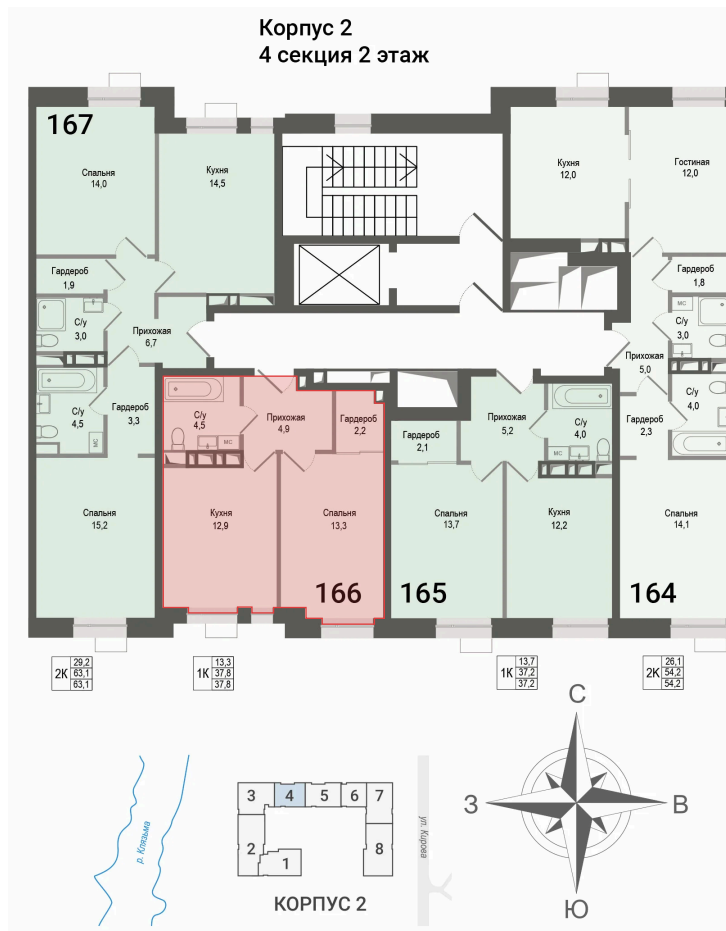 Корпус 2
4 секция 2 этаж
167
Спальня
14,0
Кухня
14,5
Кухня
12,0
Гостиная
12,0
Гардероб
1,9
Гардероб
1,8
С/у
3,0
Прихожая
6,7
МС
С/у
3,0
Прихожая
5,0
С/у
4,5
МС
Гардероб
3,3
С/у
4,5
МС
Прихожая
4,9
Гардероб
2,2
Гардероб
2,1
Прихожая
5,2
С/у
4,0
МС
Гардероб
2,3
МС
С/у
4,0
Спальня
15,2
Кухня
12,9
Спальня
13,3
Спальня
13,7
Кухня
12,2
Спальня
14,1
166
165
164
2К 29,2 63,1 63,1
1К 13,3 37,8 37,8
1К 13,7 37,2 37,2
2К 26,1 54,2 54,2
С
З
В
Ю
р. Клязьма
3 4 5 6 7
2
1
8
ул. Кирова
КОРПУС 2